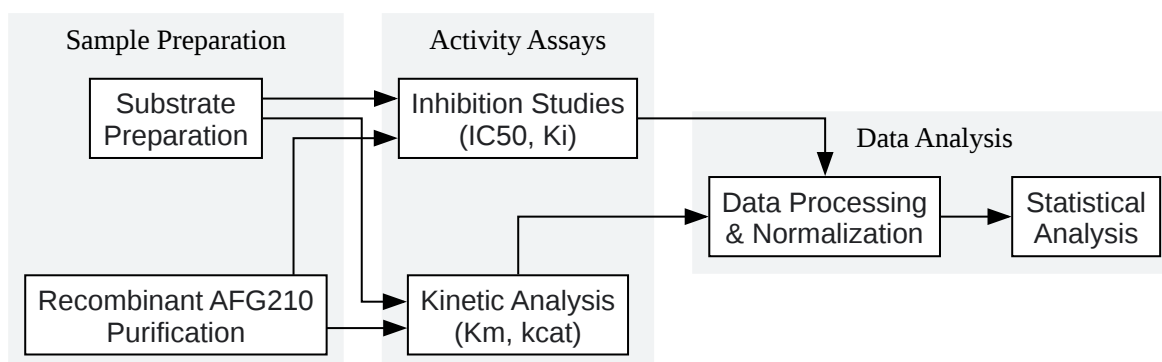 Sample Preparation
Substrate
Preparation
Recombinant AFG210
Purification
Activity Assays
Inhibition Studies
(IC50, Ki)
Kinetic Analysis
(Km, kcat)
Data Analysis
Data Processing
& Normalization
Statistical
Analysis